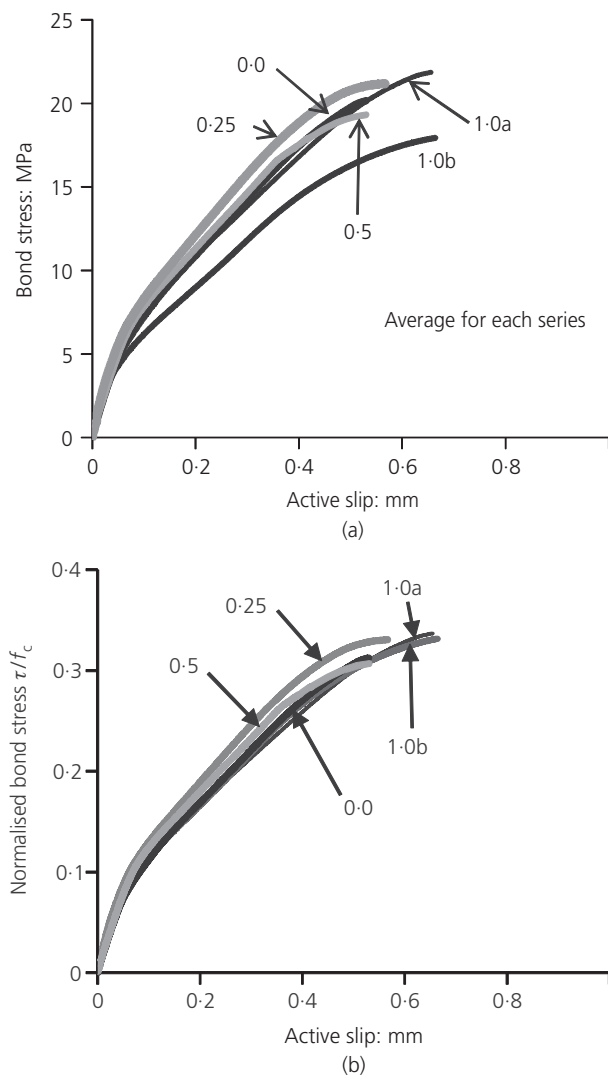 25
20
15
10
5
0
Bond stress: MPa
0·0
0·25
1·0a
1·0b
0·5
Average for each series
0
0·2
0·4
0·6
0·8
Active slip: mm
(a)
0·4
0·3
0·2
0·1
0
Normalised bond stress τ/fc
1·0a
0·25
0·5
1·0b
0·0
0
0·2
0·4
0·6
0·8
Active slip: mm
(b)